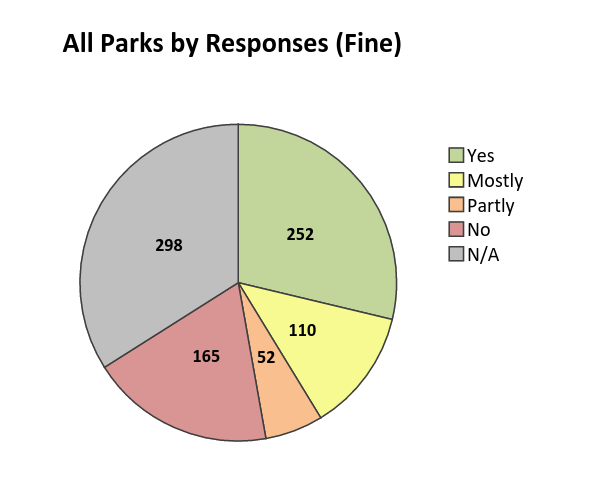 All Parks by Responses (Fine)
Yes
Mostly
Partly
No
N/A
252
298
110
165
52